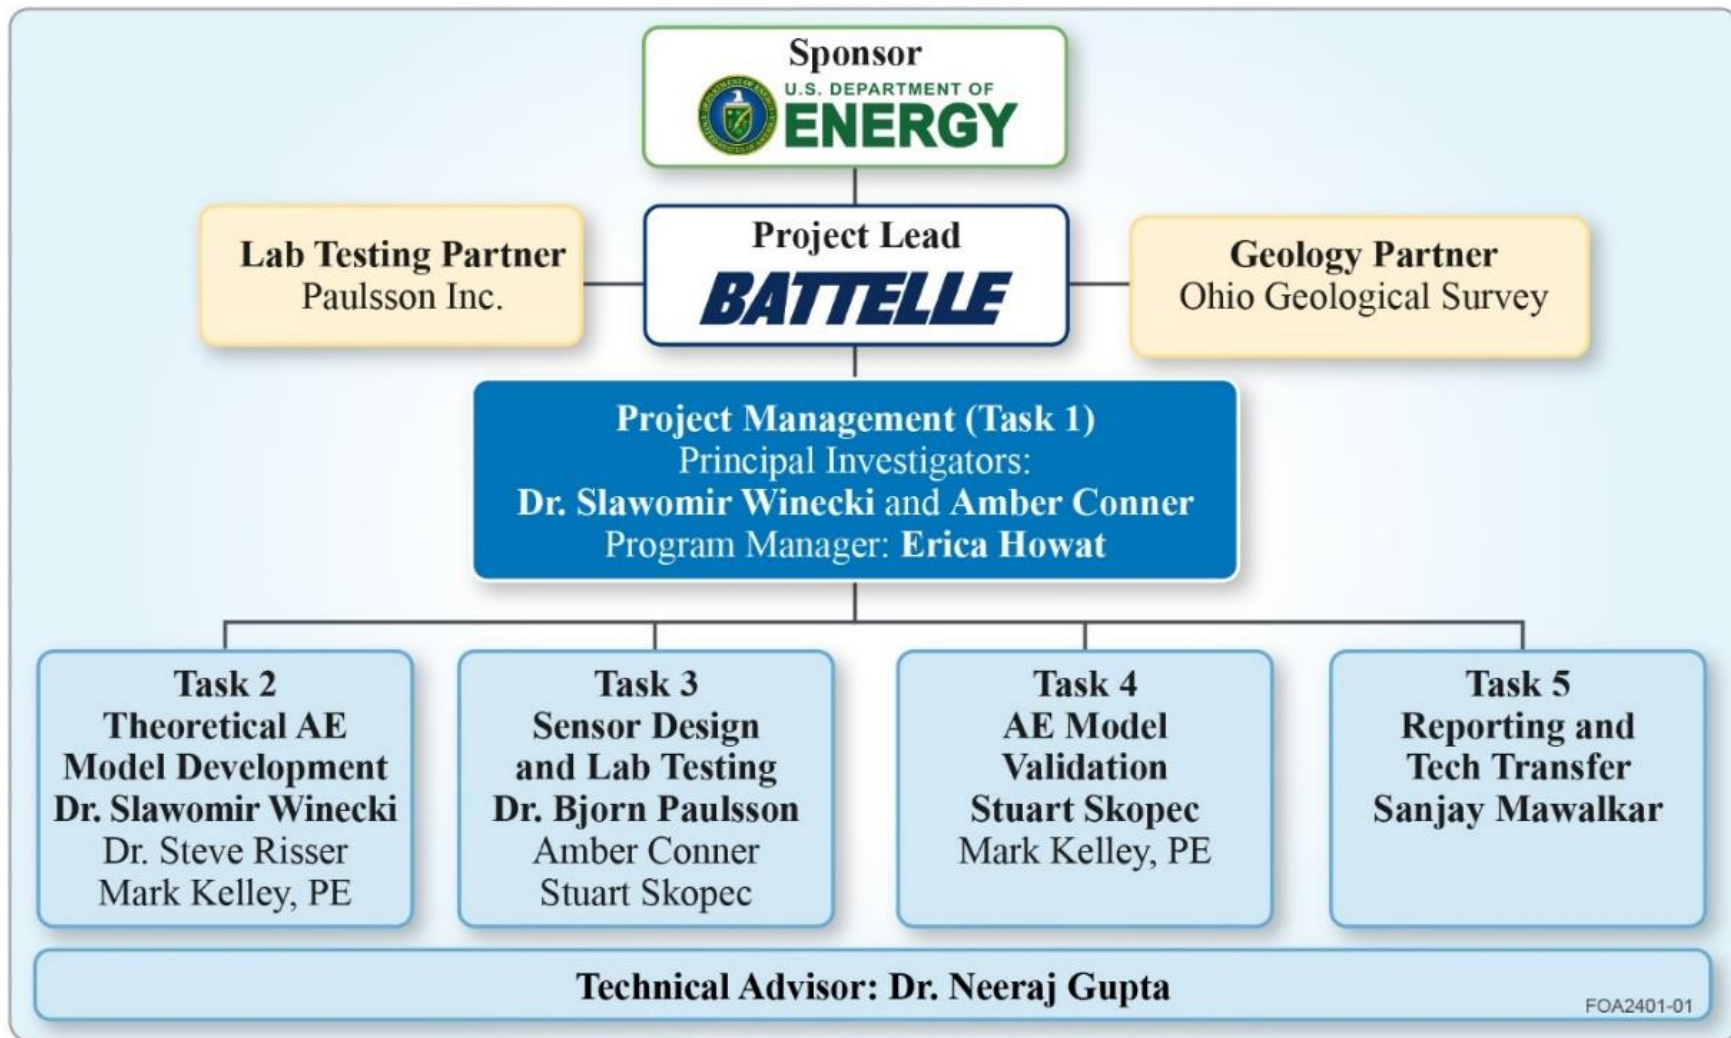 Sponsor
U.S. DEPARTMENT OF
ENERGY
Lab Testing Partner
Paulsson Inc.
Project Lead
BATTELLE
Geology Partner
Ohio Geological Survey
Project Management (Task 1)
Principal Investigators:
Dr. Slawomir Winecki and Amber Conner
Program Manager: Erica Howat
Task 2
Theoretical AE
Model Development
Dr. Slawomir Winecki
Dr. Steve Risser
Mark Kelley, PE
Task 3
Sensor Design
and Lab Testing
Dr. Bjorn Paulsson
Amber Conner
Stuart Skopec
Task 4
AE Model
Validation
Stuart Skopec
Mark Kelley, PE
Task 5
Reporting and
Tech Transfer
Sanjay Mawalkar
Technical Advisor: Dr. Neeraj Gupta
FOA2401-01